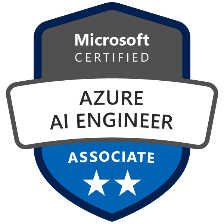 Microsoft
CERTIFIED
AZURE
AI ENGINEER
ASSOCIATE